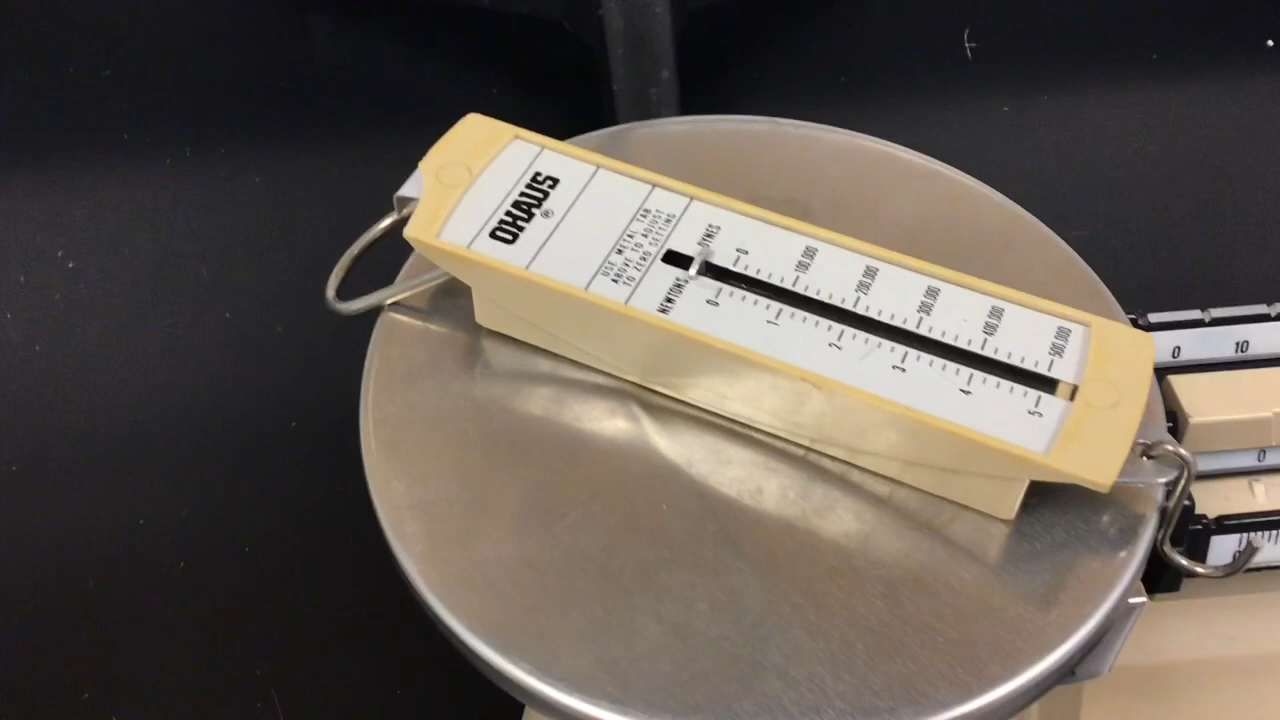 OHAUS
®
USE METAL TAB
ABOVE TO ADJUST
TO ZERO SETTING
DYNES
0
100,000
200,000
300,000
400,000
500,000
NEWTONS
0
1
2
3
4
5
0 10
0